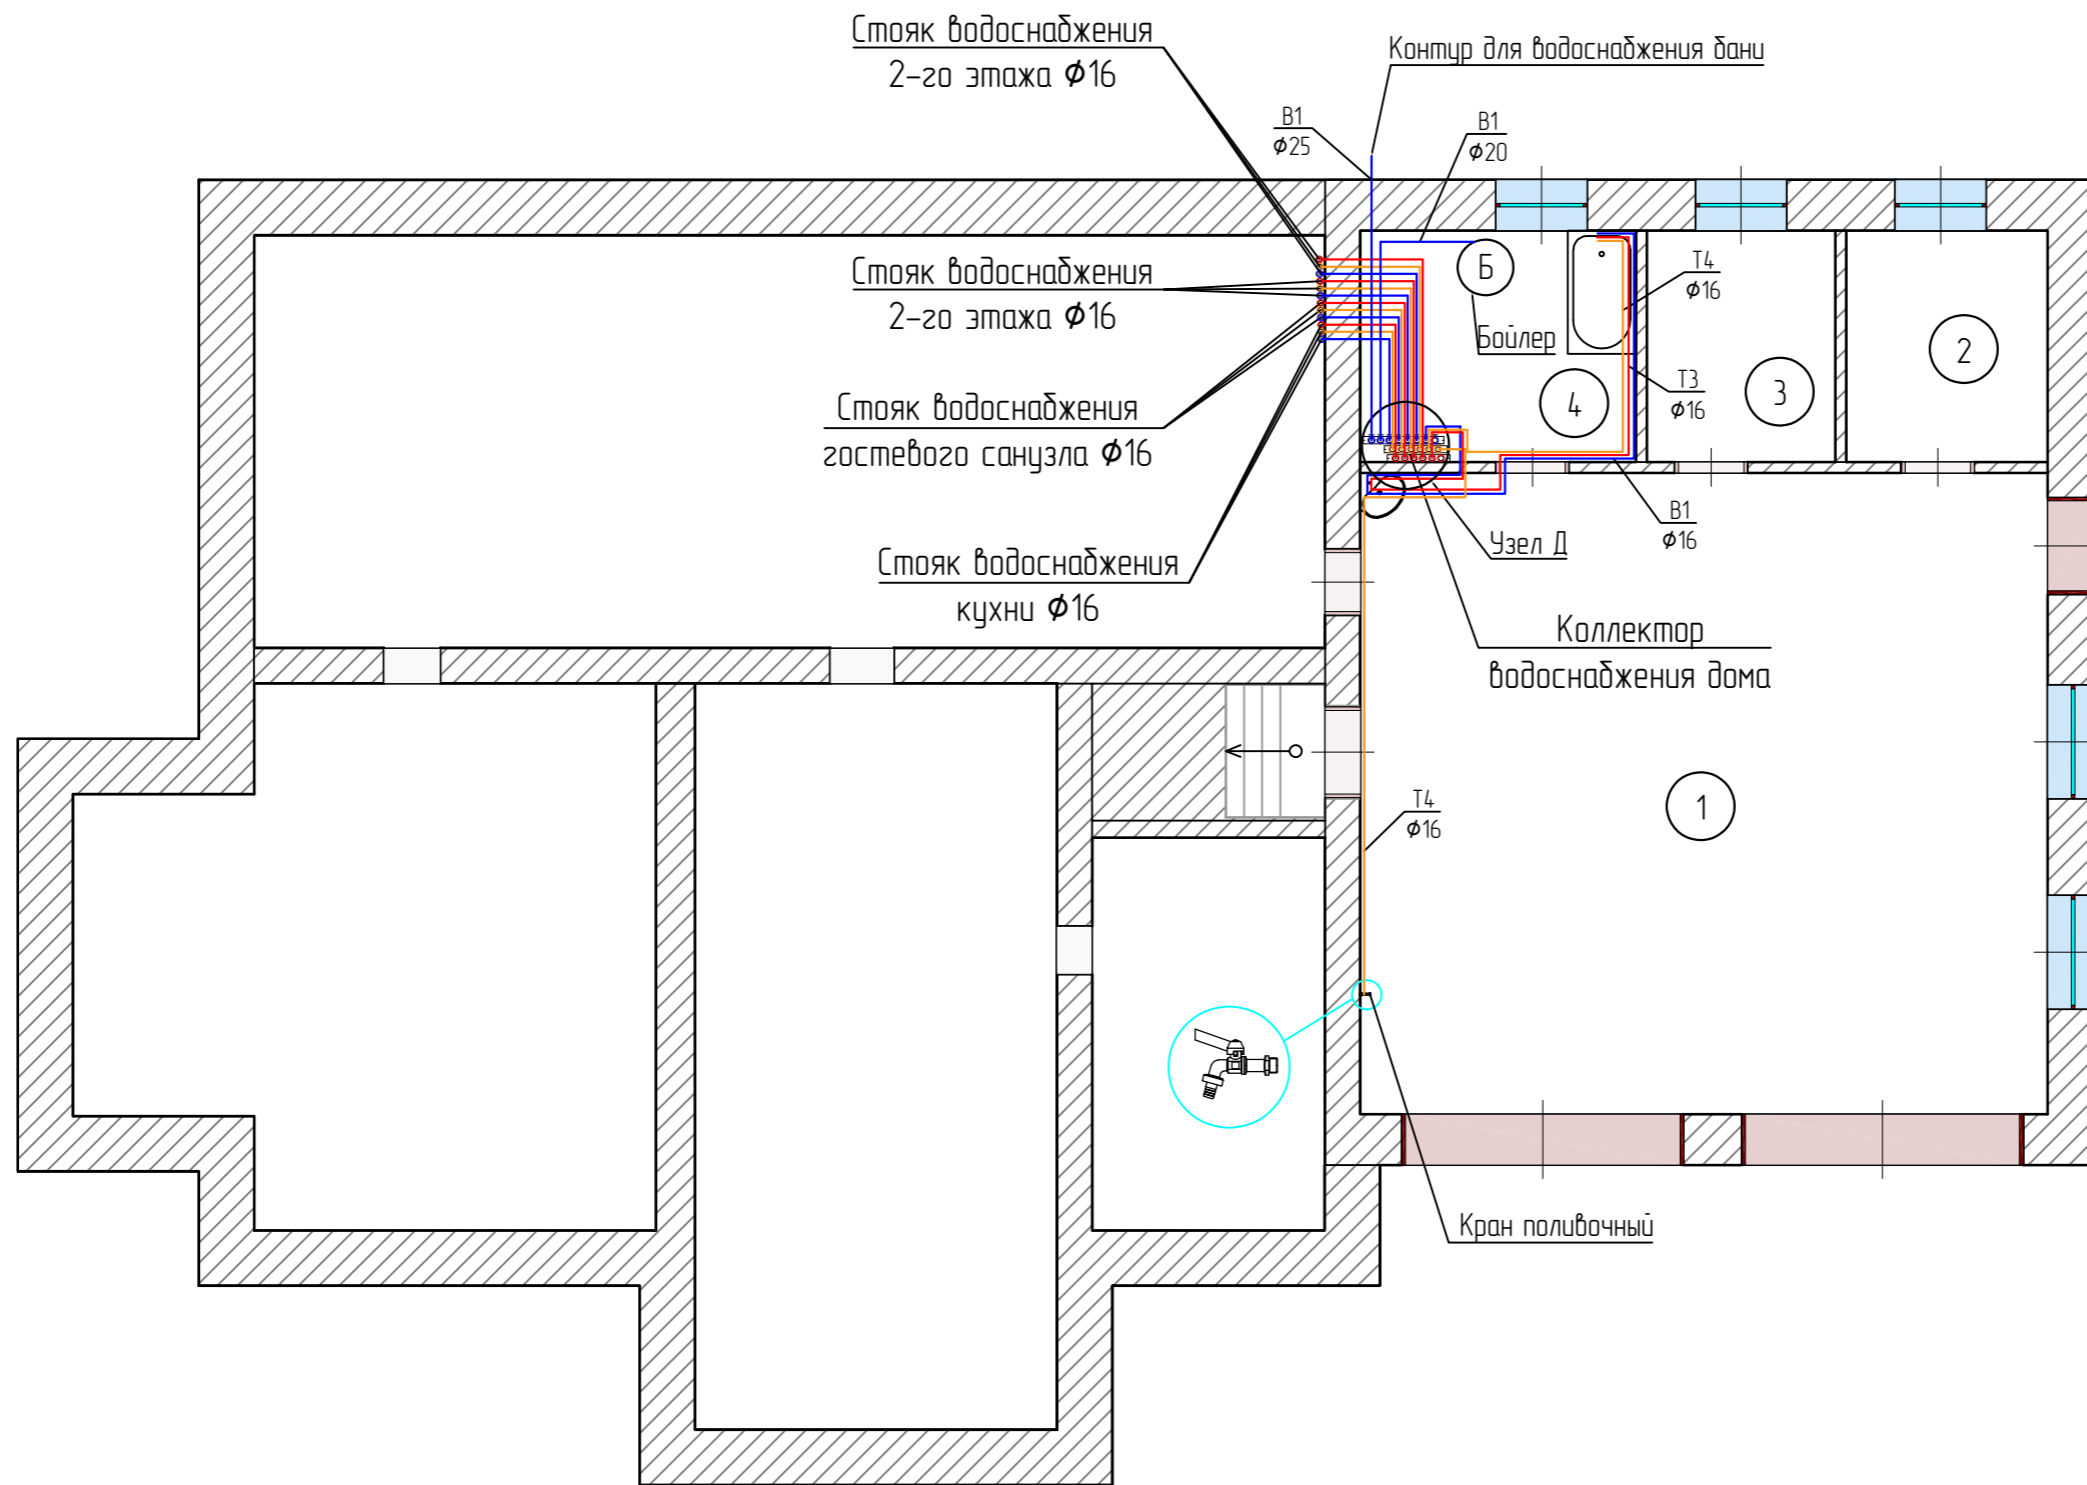 Стояк водоснабжения
2-го этажа Ф16
Контур для водоснабжения бани
В1
ф25
В1
ф20
Стояк водоснабжения
2-го этажа Ф16
Б
Бойлер
Т4
ф16
Т3
ф16
4
3
2
Стояк водоснабжения
гостевого санузла Ф16
В1
ф16
Узел Д
Стояк водоснабжения
кухни Ф16
Коллектор
водоснабжения дома
Т4
ф16
1
Кран поливочный